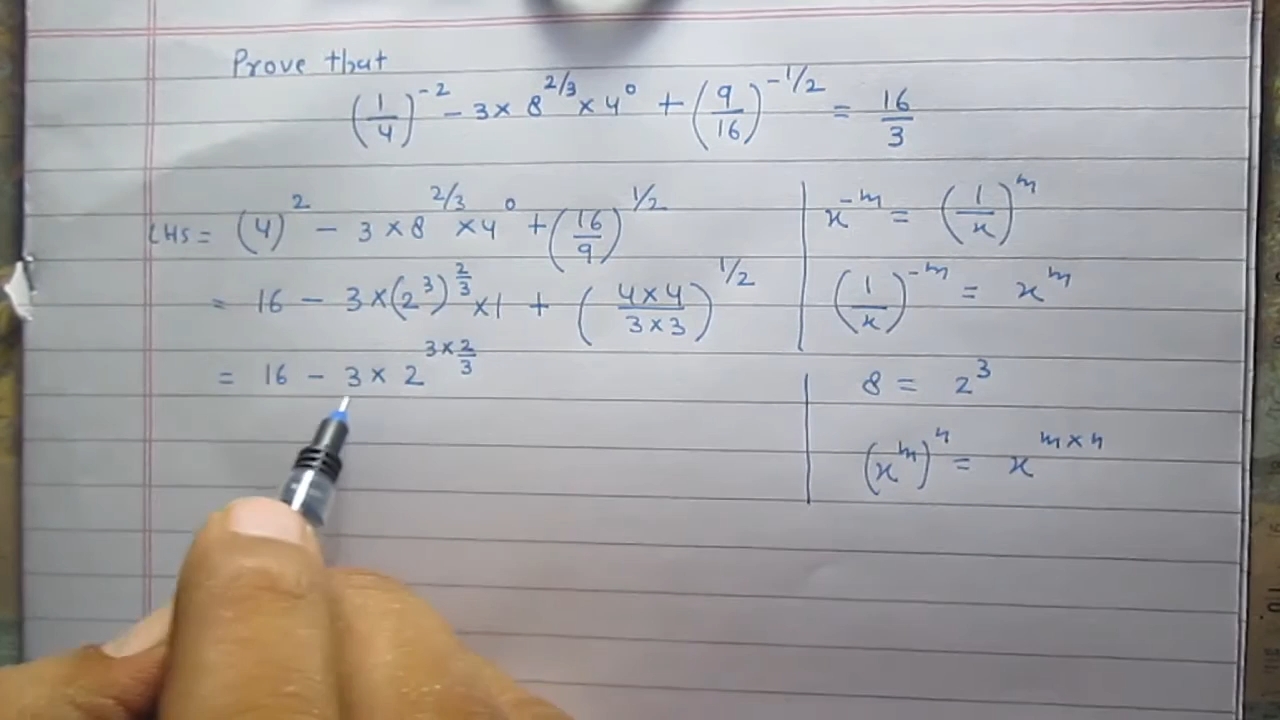 Prove that
(1/4)^-2 - 3 × 8^2/3 × 4^0 + (9/16)^-1/2 = 16/3
LHS = (4)^2 - 3 × 8^2/3 × 4^0 + (16/9)^1/2
= 16 - 3 × (2^3)^2/3 × 1 + (4 × 4/3 × 3)^1/2
= 16 - 3 × 2^3 × 2/3
x^-m = (1/x)^m
(1/x)^-m = x^m
8 = 2^3
(x^m)^n = x^m × n